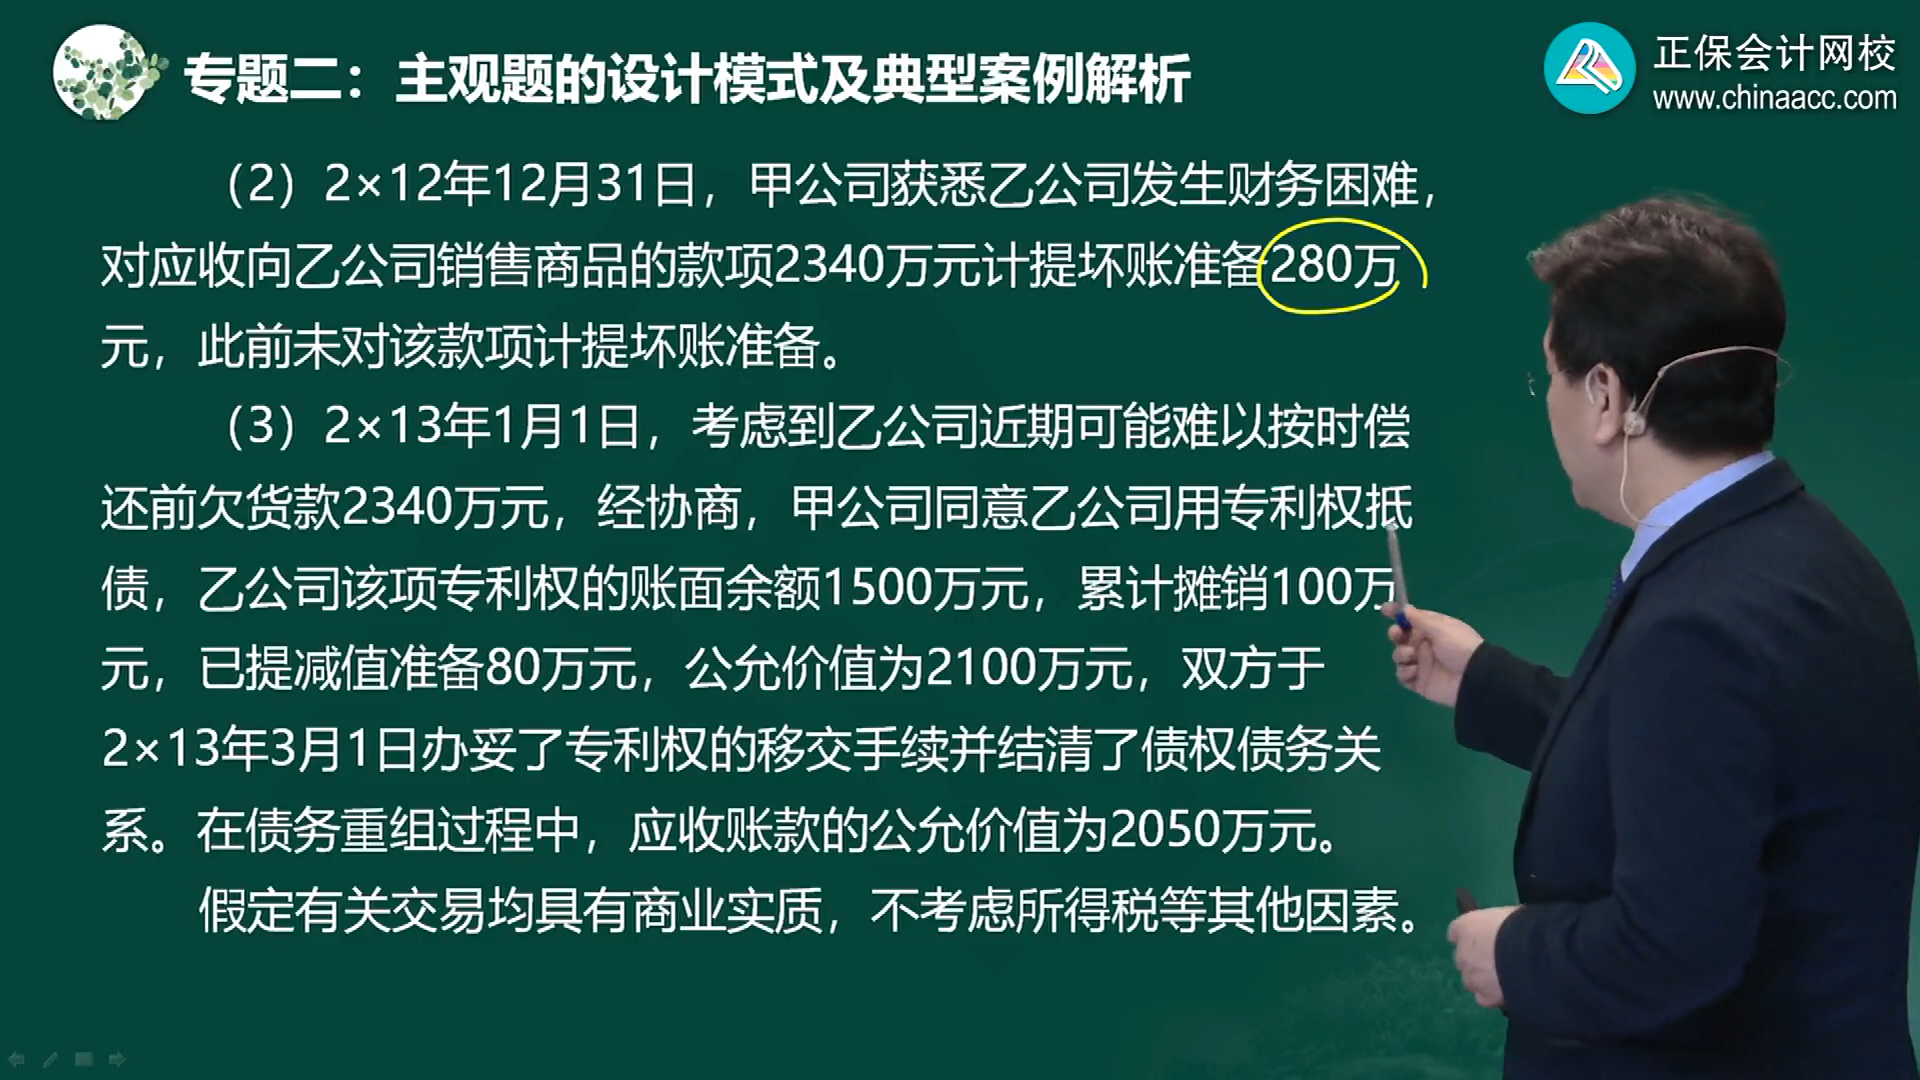 专题二：主观题的设计模式及典型案例解析
正保会计网校
www.chinaacc.com
（2）2×12年12月31日，甲公司获悉乙公司发生财务困难，
对应收向乙公司销售商品的款项2340万元计提坏账准备280万
元，此前未对该款项计提坏账准备。
（3）2×13年1月1日，考虑到乙公司近期可能难以按时偿
还前欠货款2340万元，经协商，甲公司同意乙公司用专利权抵
债，乙公司该项专利权的账面余额1500万元，累计摊销100万
元，已提减值准备80万元，公允价值为2100万元，双方于
2×13年3月1日办妥了专利权的移交手续并结清了债权债务关
系。在债务重组过程中，应收账款的公允价值为2050万元。
假定有关交易均具有商业实质，不考虑所得税等其他因素。